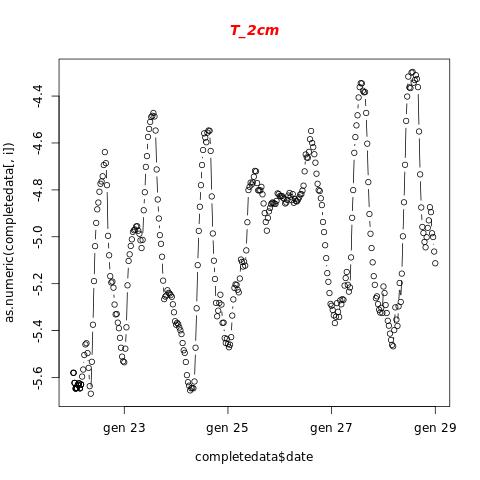 T_2cm
as.numeric(completedata[, i])
-4.4
-4.6
-4.8
-5.0
-5.2
-5.4
-5.6
gen 23
gen 25
gen 27
gen 29
completedata$date